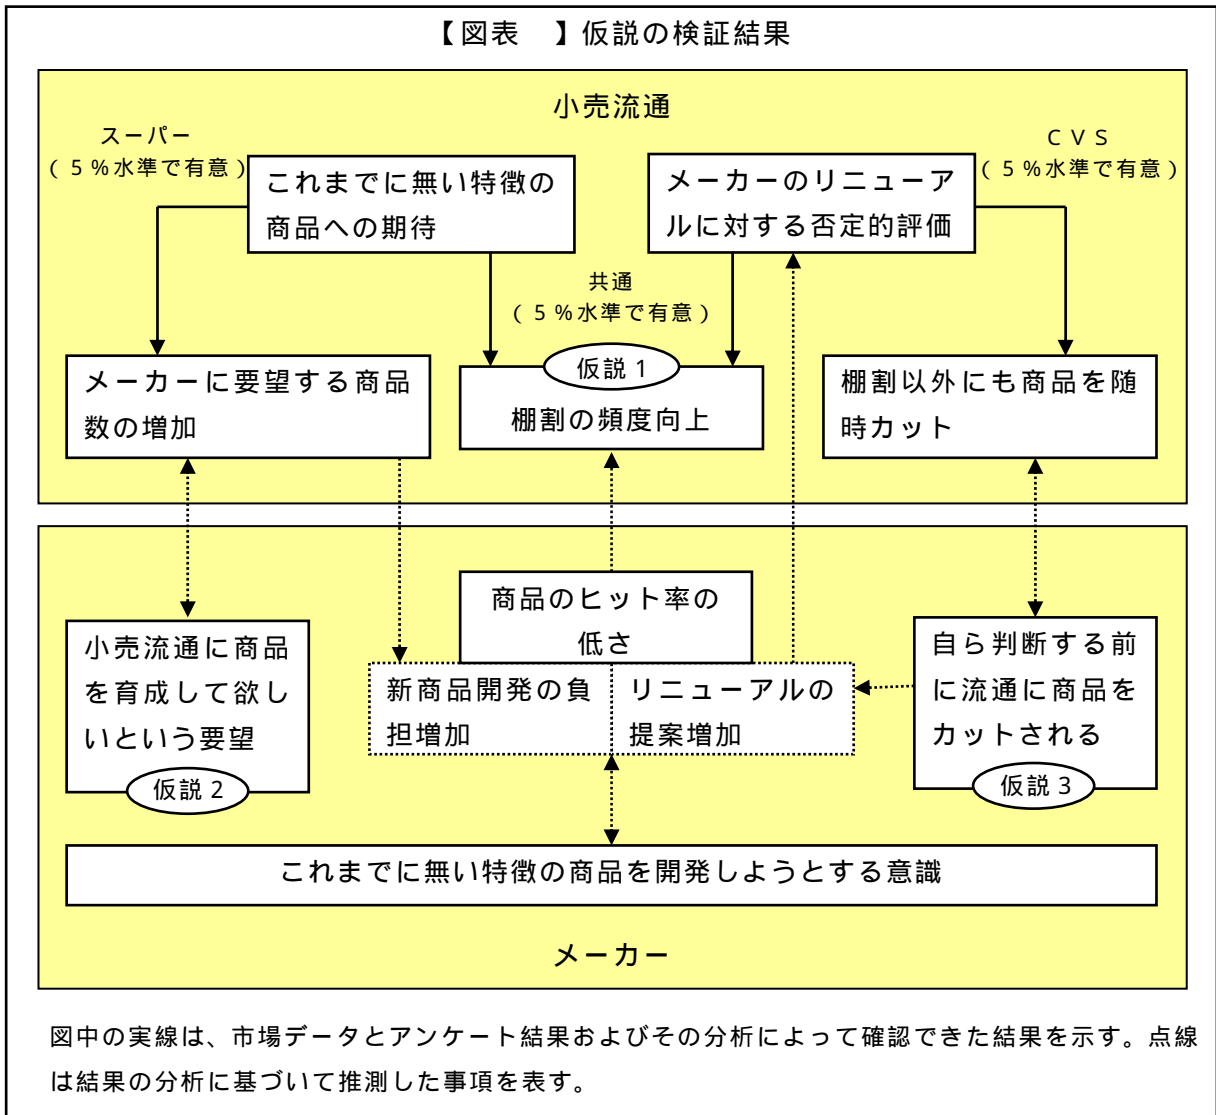 【図表　】仮説の検証結果
小売流通
スーパー
（５％水準で有意）
ＣＶＳ
（５％水準で有意）
これまでに無い特徴の
商品への期待
メーカーのリニューア
ルに対する否定的評価
共通
（５％水準で有意）
メーカーに要望する商品
数の増加
仮説１
棚割の頻度向上
棚割以外にも商品を随
時カット
商品のヒット率の
低さ
小売流通に商品
を育成して欲し
いという要望
仮説２
新商品開発の負
担増加
リニューアルの
提案増加
自ら判断する前
に流通に商品を
カットされる
仮説３
これまでに無い特徴の商品を開発しようとする意識
メーカー
図中の実線は、市場データとアンケート結果およびその分析によって確認できた結果を示す。点線
は結果の分析に基づいて推測した事項を表す。